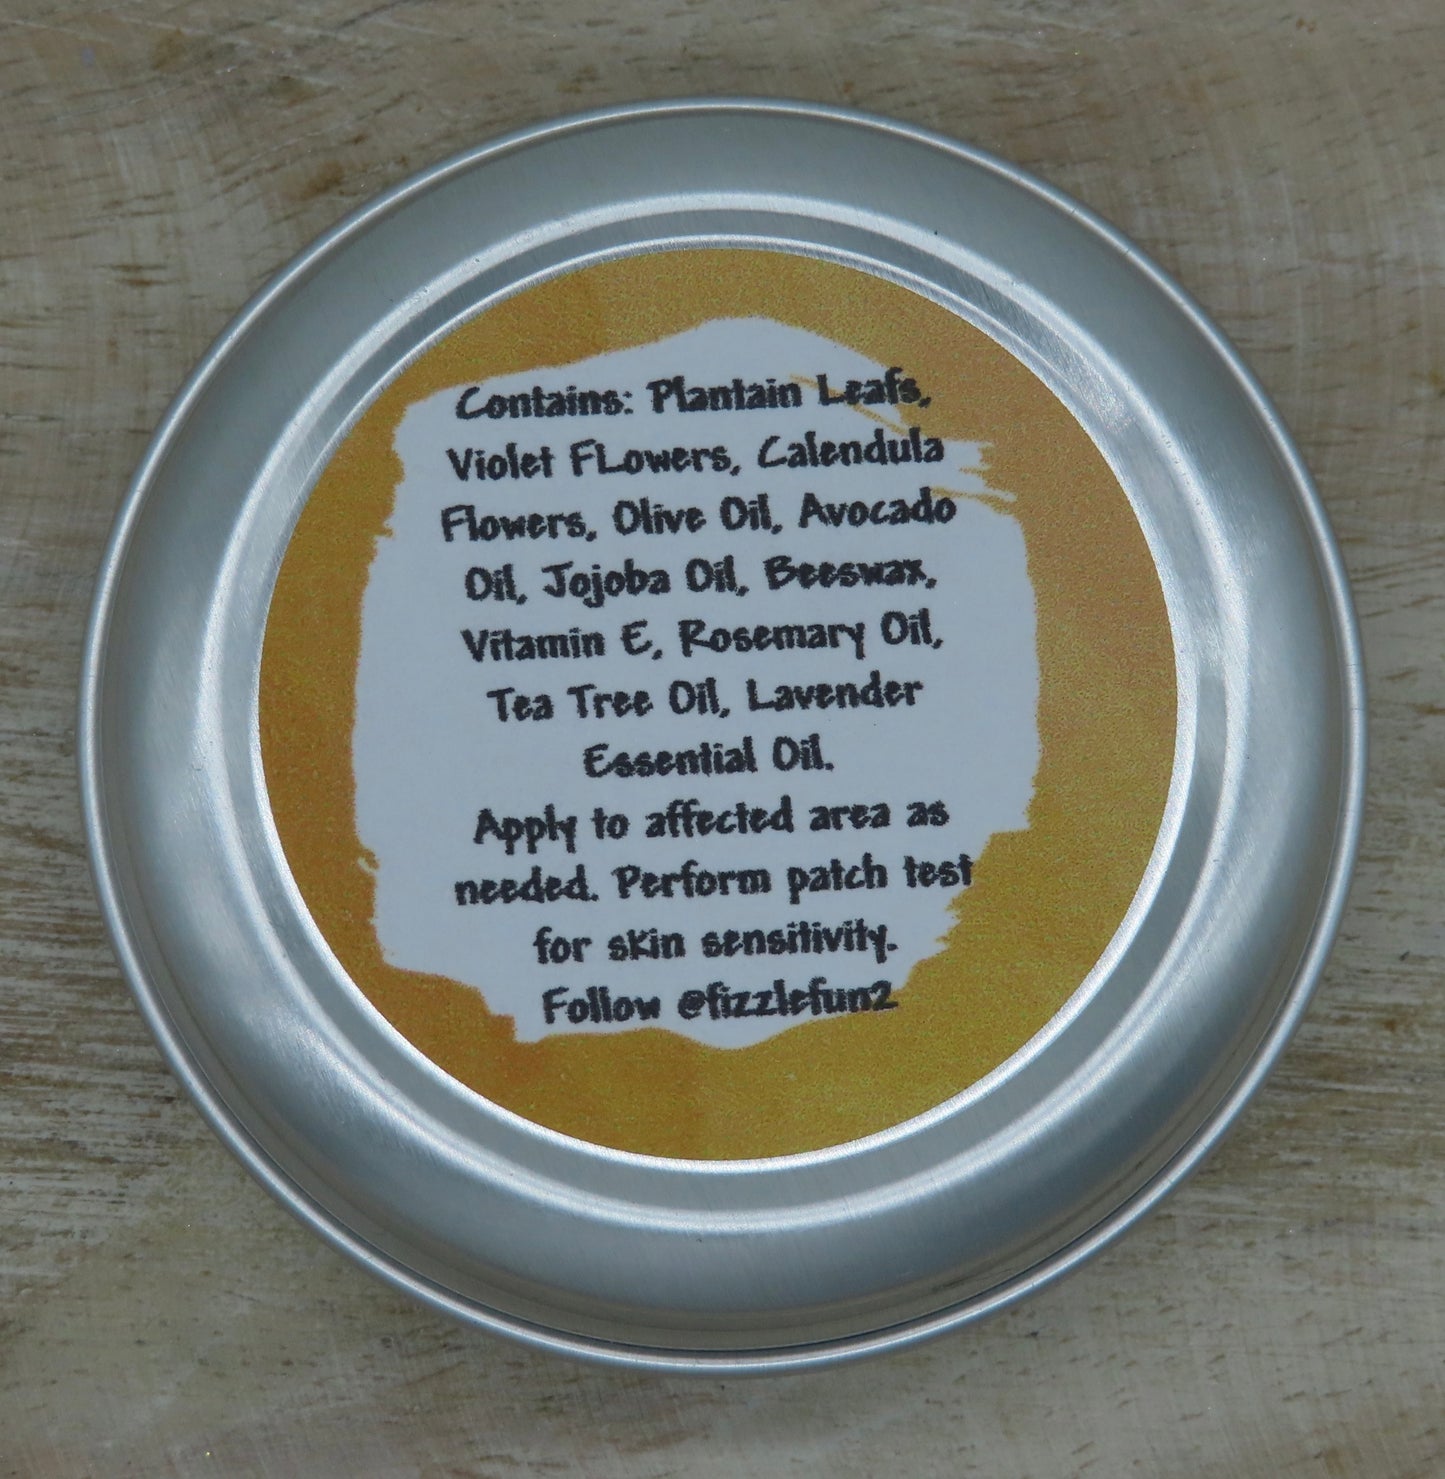 Contains: Plantain Leafs,
Violet FLowers, Calendula
Flowers, Olive Oil, Avocado
Oil, Jojoba Oil, Beeswax,
Vitamin E, Rosemary Oil,
Tea Tree Oil, Lavender
Essential Oil.
Apply to affected area as
needed. Perform patch test
for skin sensitivity.
Follow @fizzlefun2